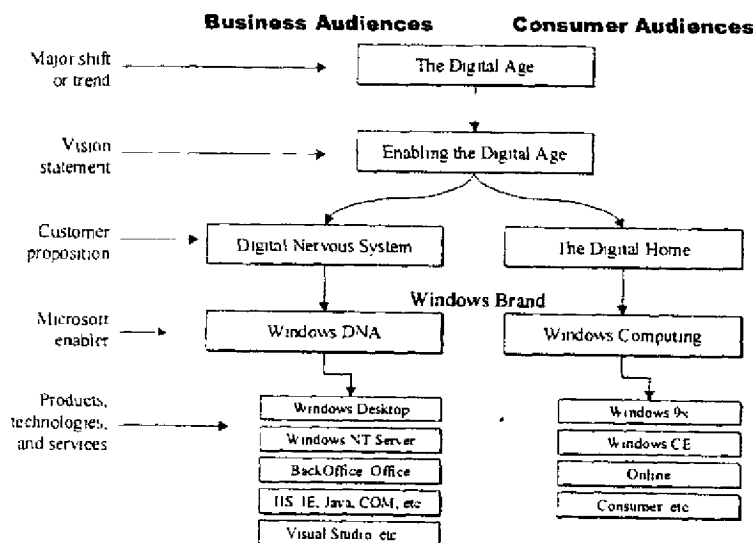 Business Audiences
Consumer Audiences
Major shift
or trend
The Digital Age
Vision
statement
Enabling the Digital Age
Customer
proposition
Digital Nervous System
The Digital Home
Windows Brand
Microsoft
enabler
Windows DNA
Windows Computing
Products,
technologies,
and services
Windows Desktop
Windows NT Server
BackOffice Office
IIS IE, Java, COM, etc
Visual Studio etc
Windows 9x
Windows CE
Online
Consumer etc